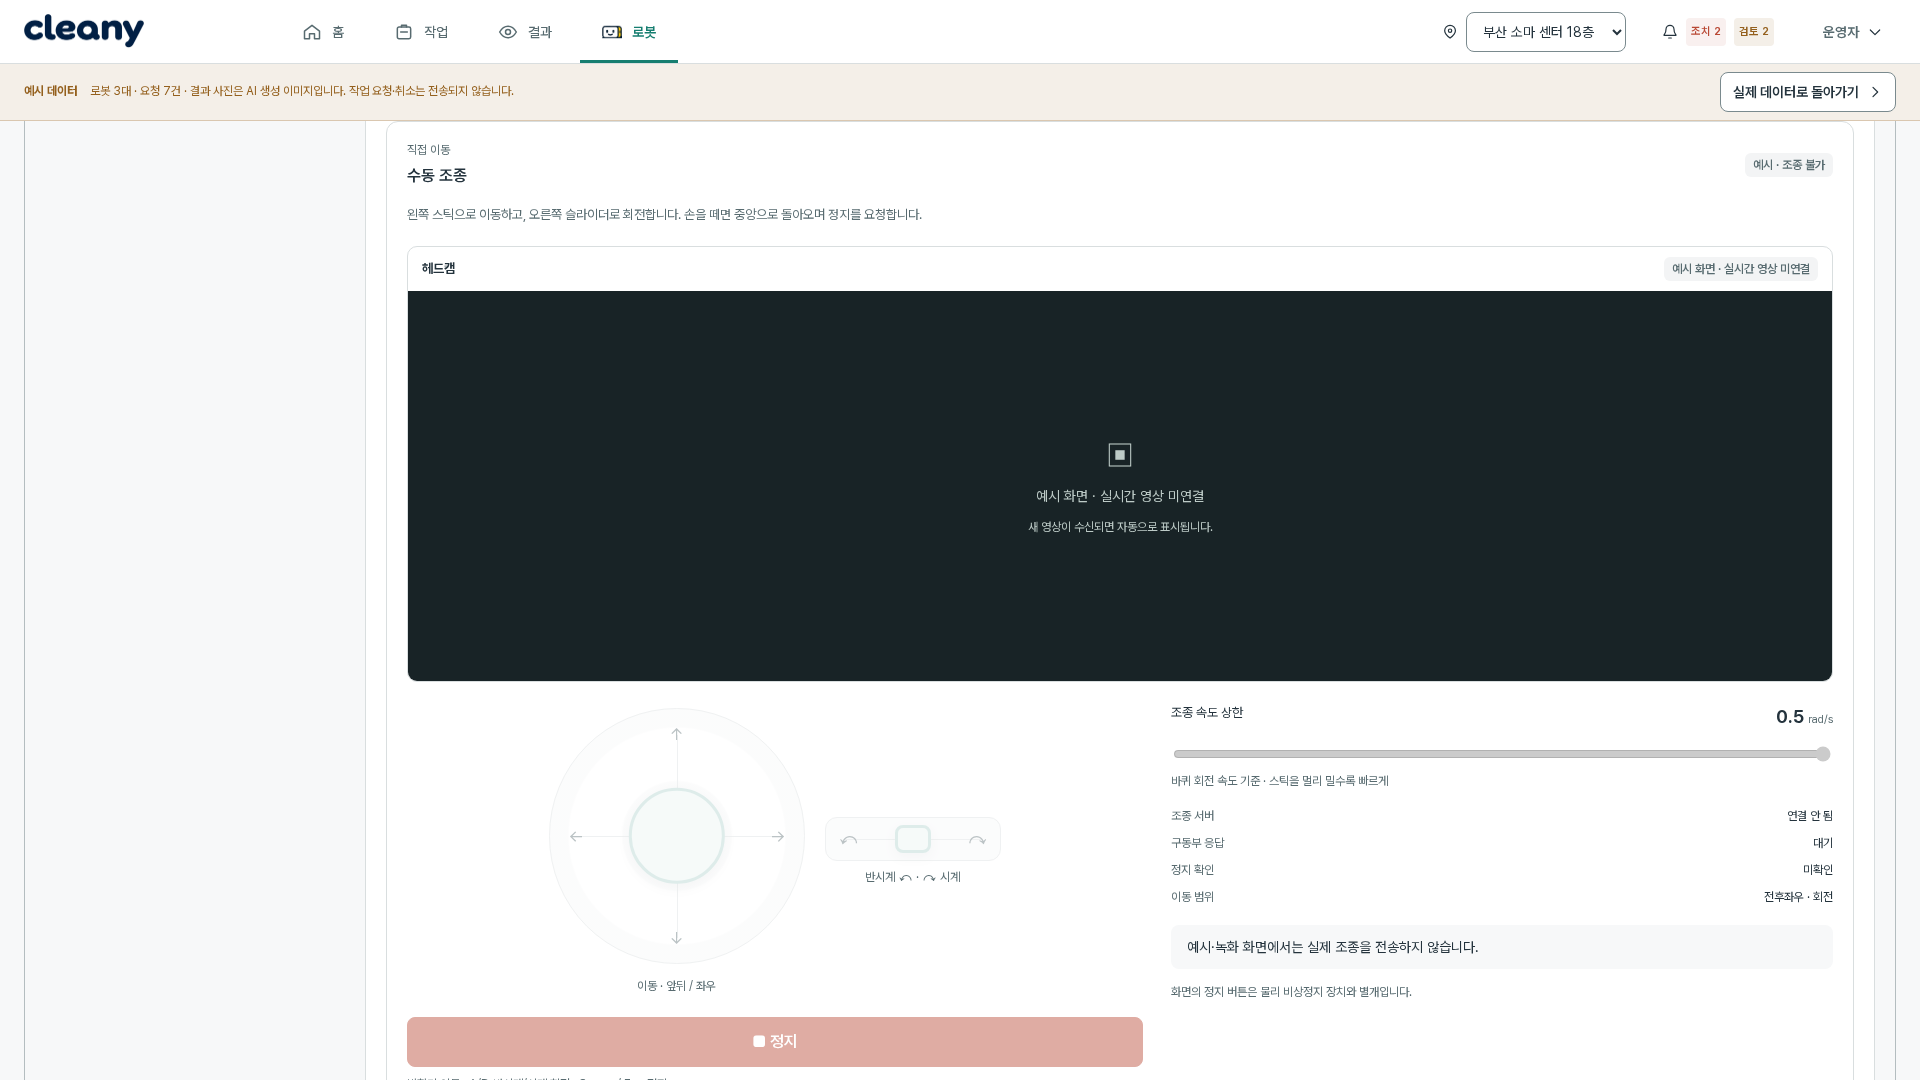 cleany
홈
작업
결과
로봇
부산 소마 센터 18층
조치 2
검토 2
운영자
예시 데이터 로봇 3대 · 요청 7건 · 결과 사진은 AI 생성 이미지입니다. 작업 요청·취소는 전송되지 않습니다.
실제 데이터로 돌아가기
직접 이동
수동 조종
예시 · 조종 불가
왼쪽 스틱으로 이동하고, 오른쪽 슬라이더로 회전합니다. 손을 떼면 중앙으로 돌아오며 정지를 요청합니다.
헤드캠
예시 화면 · 실시간 영상 미연결
예시 화면 · 실시간 영상 미연결
새 영상이 수신되면 자동으로 표시됩니다.
반시계 · 시계
이동 · 앞뒤 / 좌우
정지
조종 속도 상한
0.5 rad/s
바퀴 회전 속도 기준 · 스틱을 멀리 밀수록 빠르게
조종 서버 연결 안 됨
구동부 응답 대기
정지 확인 미확인
이동 범위 전후좌우 · 회전
예시·녹화 화면에서는 실제 조종을 전송하지 않습니다.
화면의 정지 버튼은 물리 비상정지 장치와 별개입니다.